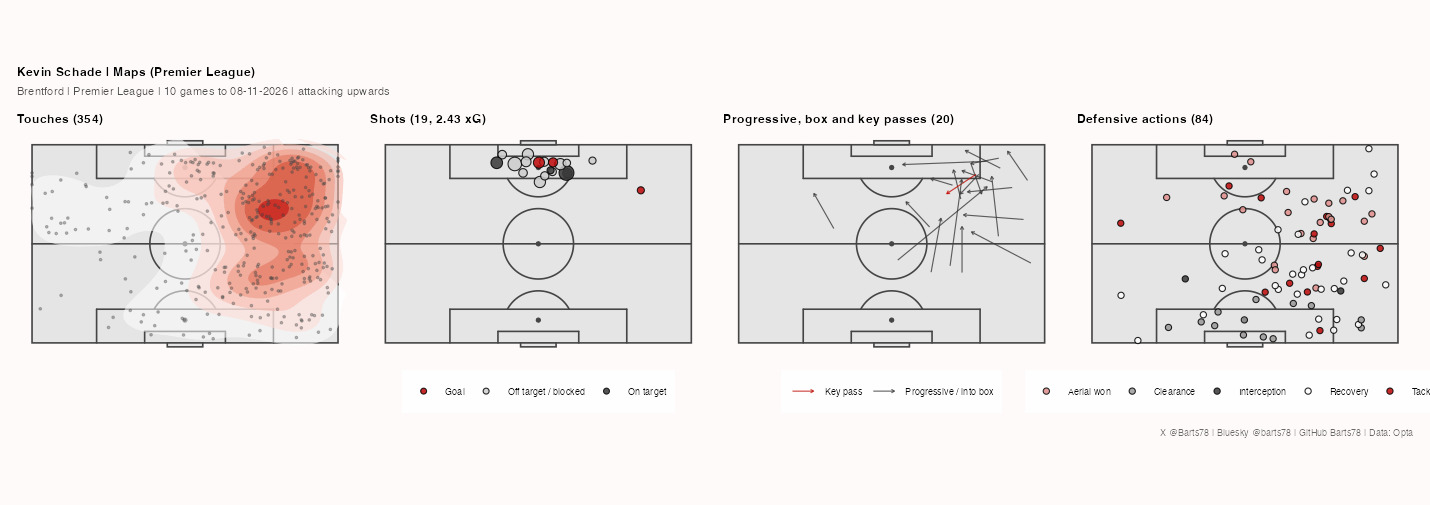 Kevin Schade | Maps (Premier League)
Brentford | Premier League | 10 games to 08-11-2026 | attacking upwards
Touches (354)
Shots (19, 2.43 xG)
Progressive, box and key passes (20)
Defensive actions (84)
Goal
Off target / blocked
On target
Key pass
Progressive / into box
Aerial won
Clearance
Interception
Recovery
Tack
X @Barts78 | Bluesky @barts78 | GitHub Barts78 | Data: Opta